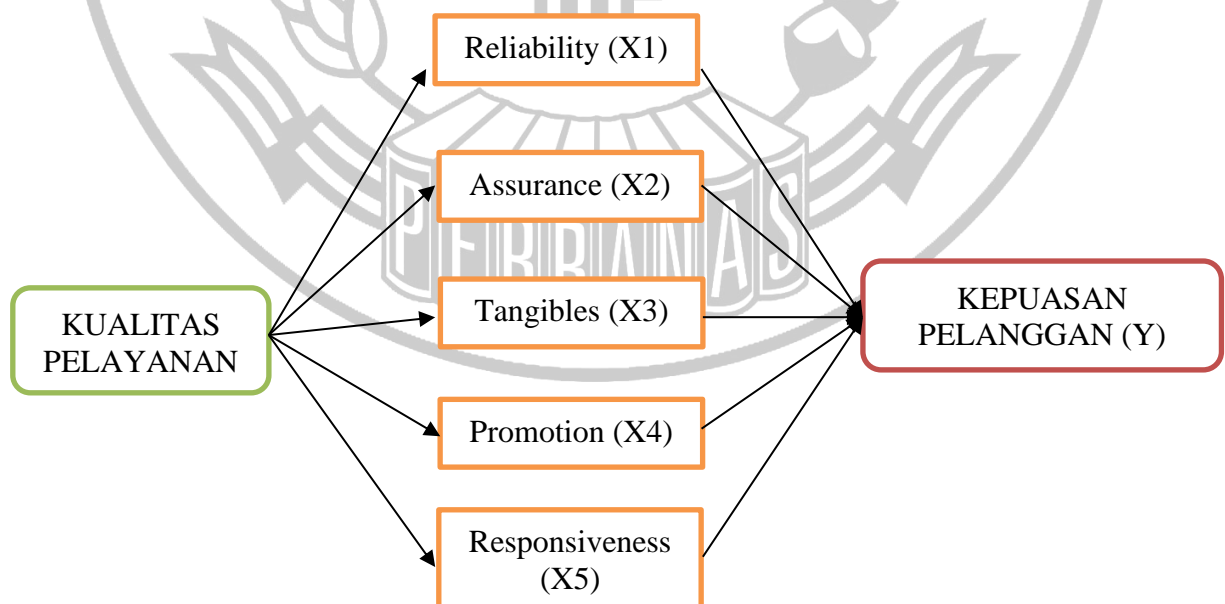 Reliability (X1)
Assurance (X2)
PERBANAS
Tangibles (X3)
KUALITAS
PELAYANAN
KEPUASAN
PELANGGAN (Y)
Promotion (X4)
Responsiveness
(X5)